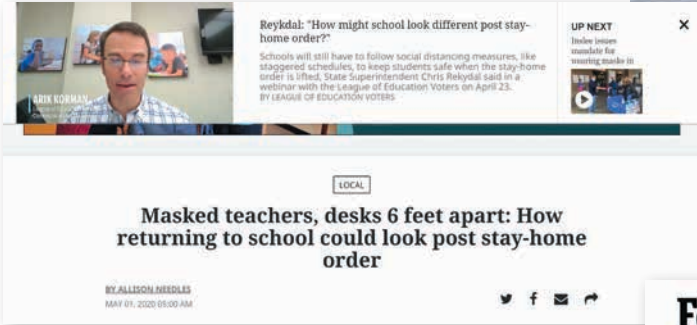 Reykdal: "How might school look different post stay-
home order?"
Schools will still have to follow social distancing measures, like
staggered schedules, to keep students safe when the stay-home
order is lifted, State Superintendent Chris Rekydal said in a
webinar with the League of Education Voters on April 23.
BY LEAGUE OF EDUCATION VOTERS
UP NEXT
Inslee issues
mandate for
wearing masks in
ARIK KORMAN
LOCAL
Masked teachers, desks 6 feet apart: How
returning to school could look post stay-home
order
BY ALLISON NEEDLES
MAY 01, 2020 05:00 AM